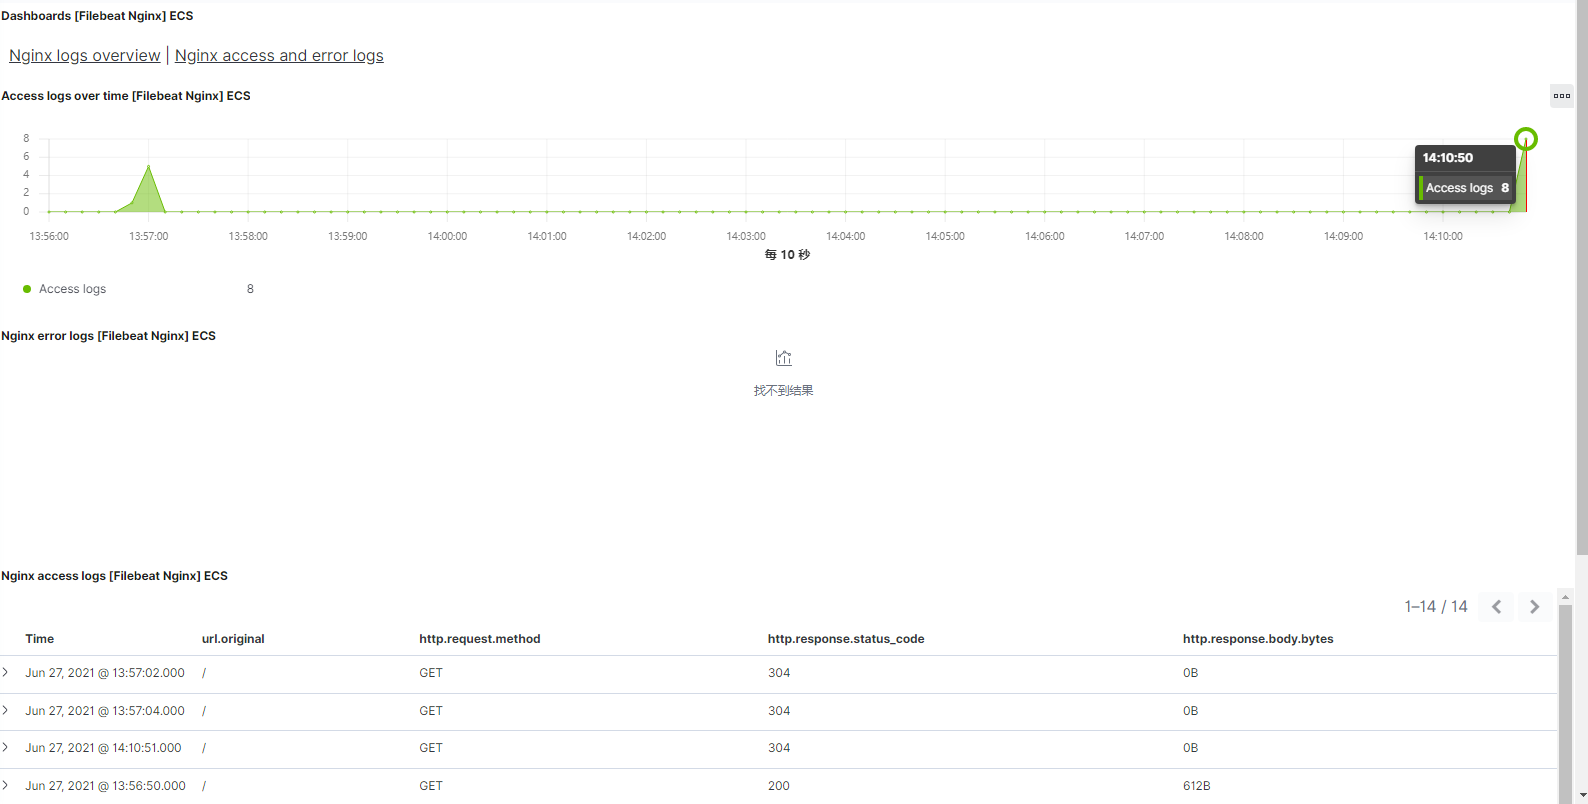 Dashboards [Filebeat Nginx] ECS
Nginx logs overview | Nginx access and error logs
Access logs over time [Filebeat Nginx] ECS
8
6
4
2
0
14:10:50
Access logs 8
13:56:00 13:57:00 13:58:00 13:59:00 14:00:00 14:01:00 14:02:00 14:03:00 14:04:00 14:05:00 14:06:00 14:07:00 14:08:00 14:09:00 14:10:00
每 10 秒
Access logs 8
Nginx error logs [Filebeat Nginx] ECS
找不到结果
Nginx access logs [Filebeat Nginx] ECS
1–14 / 14
Time url.original http.request.method http.response.status_code http.response.body.bytes
Jun 27, 2021 @ 13:57:02.000 / GET 304 0B
Jun 27, 2021 @ 13:57:04.000 / GET 304 0B
Jun 27, 2021 @ 14:10:51.000 / GET 304 0B
Jun 27, 2021 @ 13:56:50.000 / GET 200 612B